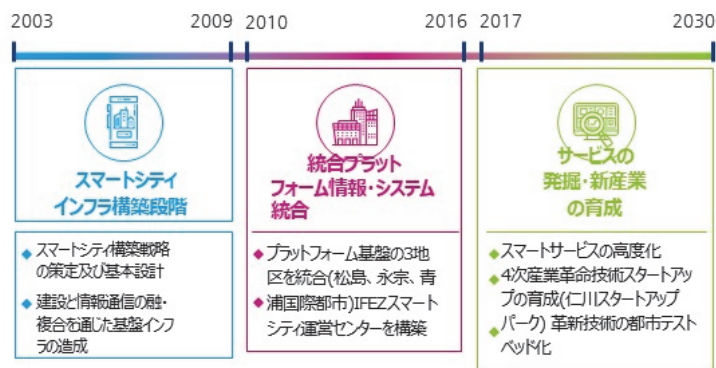 2003
2009
2010
2016
2017
2030
スマートシティ
インフラ構築段階
スマートシティ構築戦略
の策定及び基本設計
建設と情報通信の融・
複合を通じた基盤インフ
ラの造成
統合プラット
フォーム情報・システム
統合
プラットフォーム基盤の3地
区を統合(松島、永宗、青
浦国際都市)IFEZスマート
シティ運営センターを構築
サービスの
発掘・新産業
の育成
スマートサービスの高度化
4次産業革命技術スタートアッ
プの育成(仁川スタートアップ
パーク) 革新技術の都市テスト
ベッド化